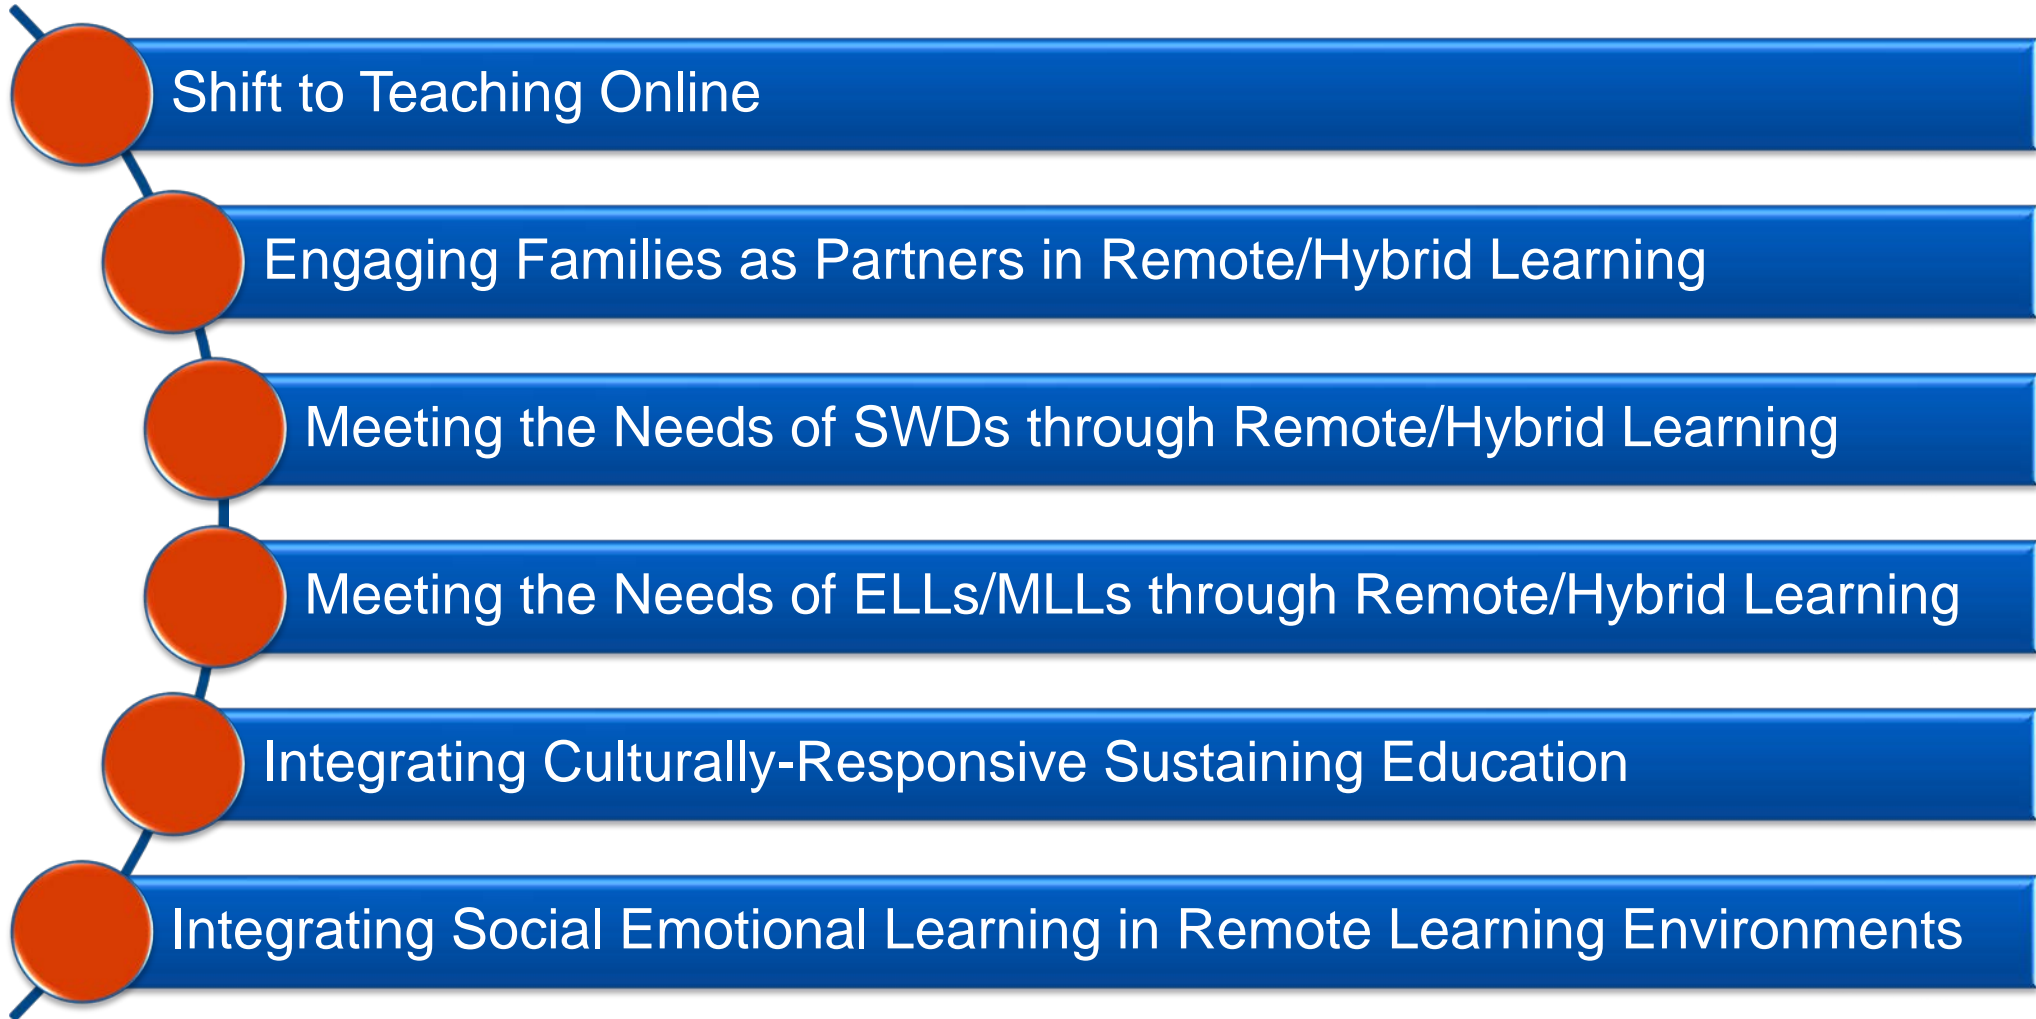 Shift to Teaching Online
Engaging Families as Partners in Remote/Hybrid Learning
Meeting the Needs of SWDs through Remote/Hybrid Learning
Meeting the Needs of ELLs/MLLs through Remote/Hybrid Learning
Integrating Culturally-Responsive Sustaining Education
Integrating Social Emotional Learning in Remote Learning Environments